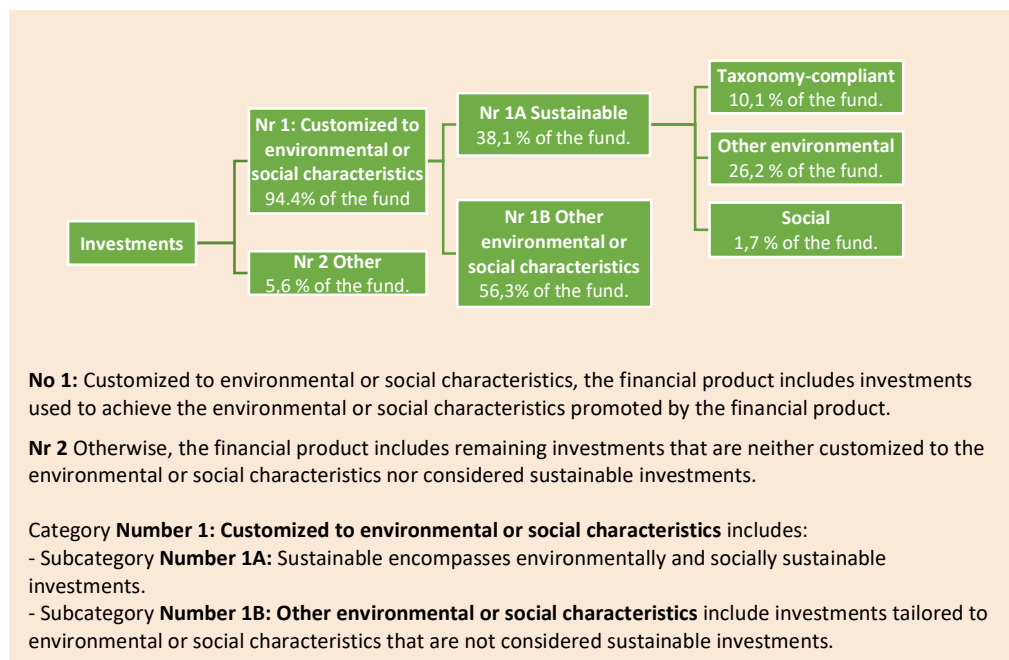 Investments
Nr 1: Customized to
environmental or
social characteristics
94.4% of the fund
Nr 2 Other
5,6 % of the fund.
Nr 1A Sustainable
38,1 % of the fund.
Nr 1B Other
environmental or
social characteristics
56,3% of the fund.
Taxonomy-compliant
10,1 % of the fund.
Other environmental
26,2 % of the fund.
Social
1,7 % of the fund.
No 1: Customized to environmental or social characteristics, the financial product includes investments
used to achieve the environmental or social characteristics promoted by the financial product.
Nr 2 Otherwise, the financial product includes remaining investments that are neither customized to the
environmental or social characteristics nor considered sustainable investments.
Category Number 1: Customized to environmental or social characteristics includes:
- Subcategory Number 1A: Sustainable encompasses environmentally and socially sustainable
investments.
- Subcategory Number 1B: Other environmental or social characteristics include investments tailored to
environmental or social characteristics that are not considered sustainable investments.